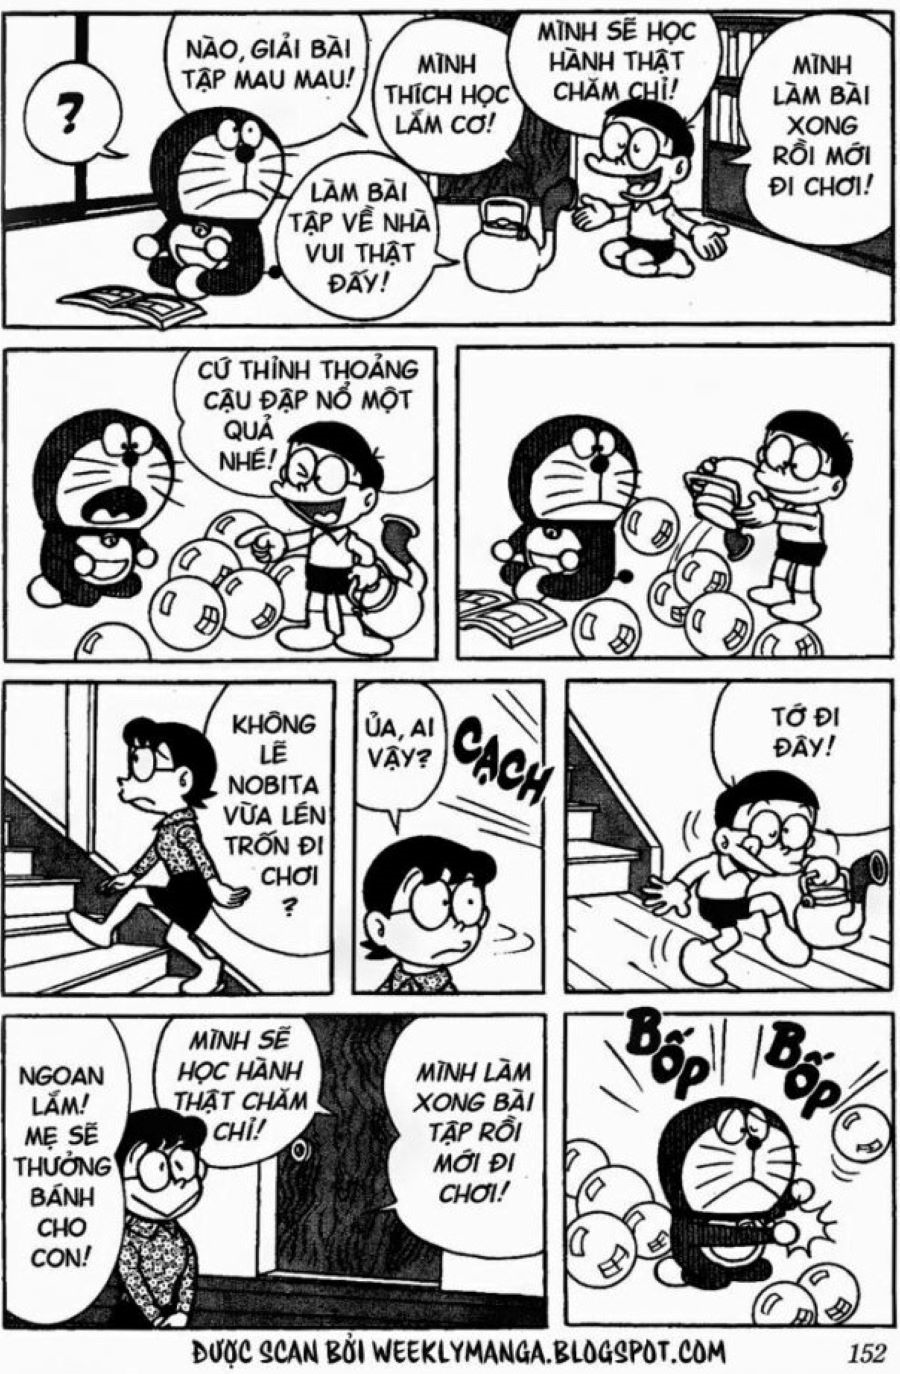 MÌNH
LÀM BÀI
XONG
RỒI MỚI
ĐI CHƠI!
MÌNH SẼ HỌC
HÀNH THẬT
CHĂM CHỈ!
MÌNH
THÍCH HỌC
LẮM CƠ!
NÀO, GIẢI BÀI
TẬP MAU MAU!
LÀM BÀI
TẬP VỀ NHÀ
VUI THẬT
ĐẤY!
?
CỨ THỈNH THOẢNG
CẬU ĐẬP NỔ MỘT
QUẢ
NHÉ!
TỚ ĐI
ĐÂY!
CẠCH
ỦA, AI
VẬY?
KHÔNG
LẼ
NOBITA
VỪA LÉN
TRỐN ĐI
CHƠI
?
BỐP
BỐP
MÌNH LÀM
XONG BÀI
TẬP RỒI
MỚI ĐI
CHƠI!
MÌNH SẼ
HỌC HÀNH
THẬT CHĂM
CHỈ!
NGOAN
LẮM!
MẸ SẼ
THƯỞNG
BÁNH
CHO
CON!
ĐƯỢC SCAN BỞI WEEKLYMANGA.BLOGSPOT.COM
152